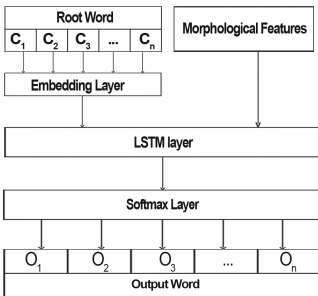 Root Word
Morphological Features
C1 C2 C3 ... Cn
Embedding Layer
LSTM layer
Softmax Layer
O1 O2 O3 ... On
Output Word